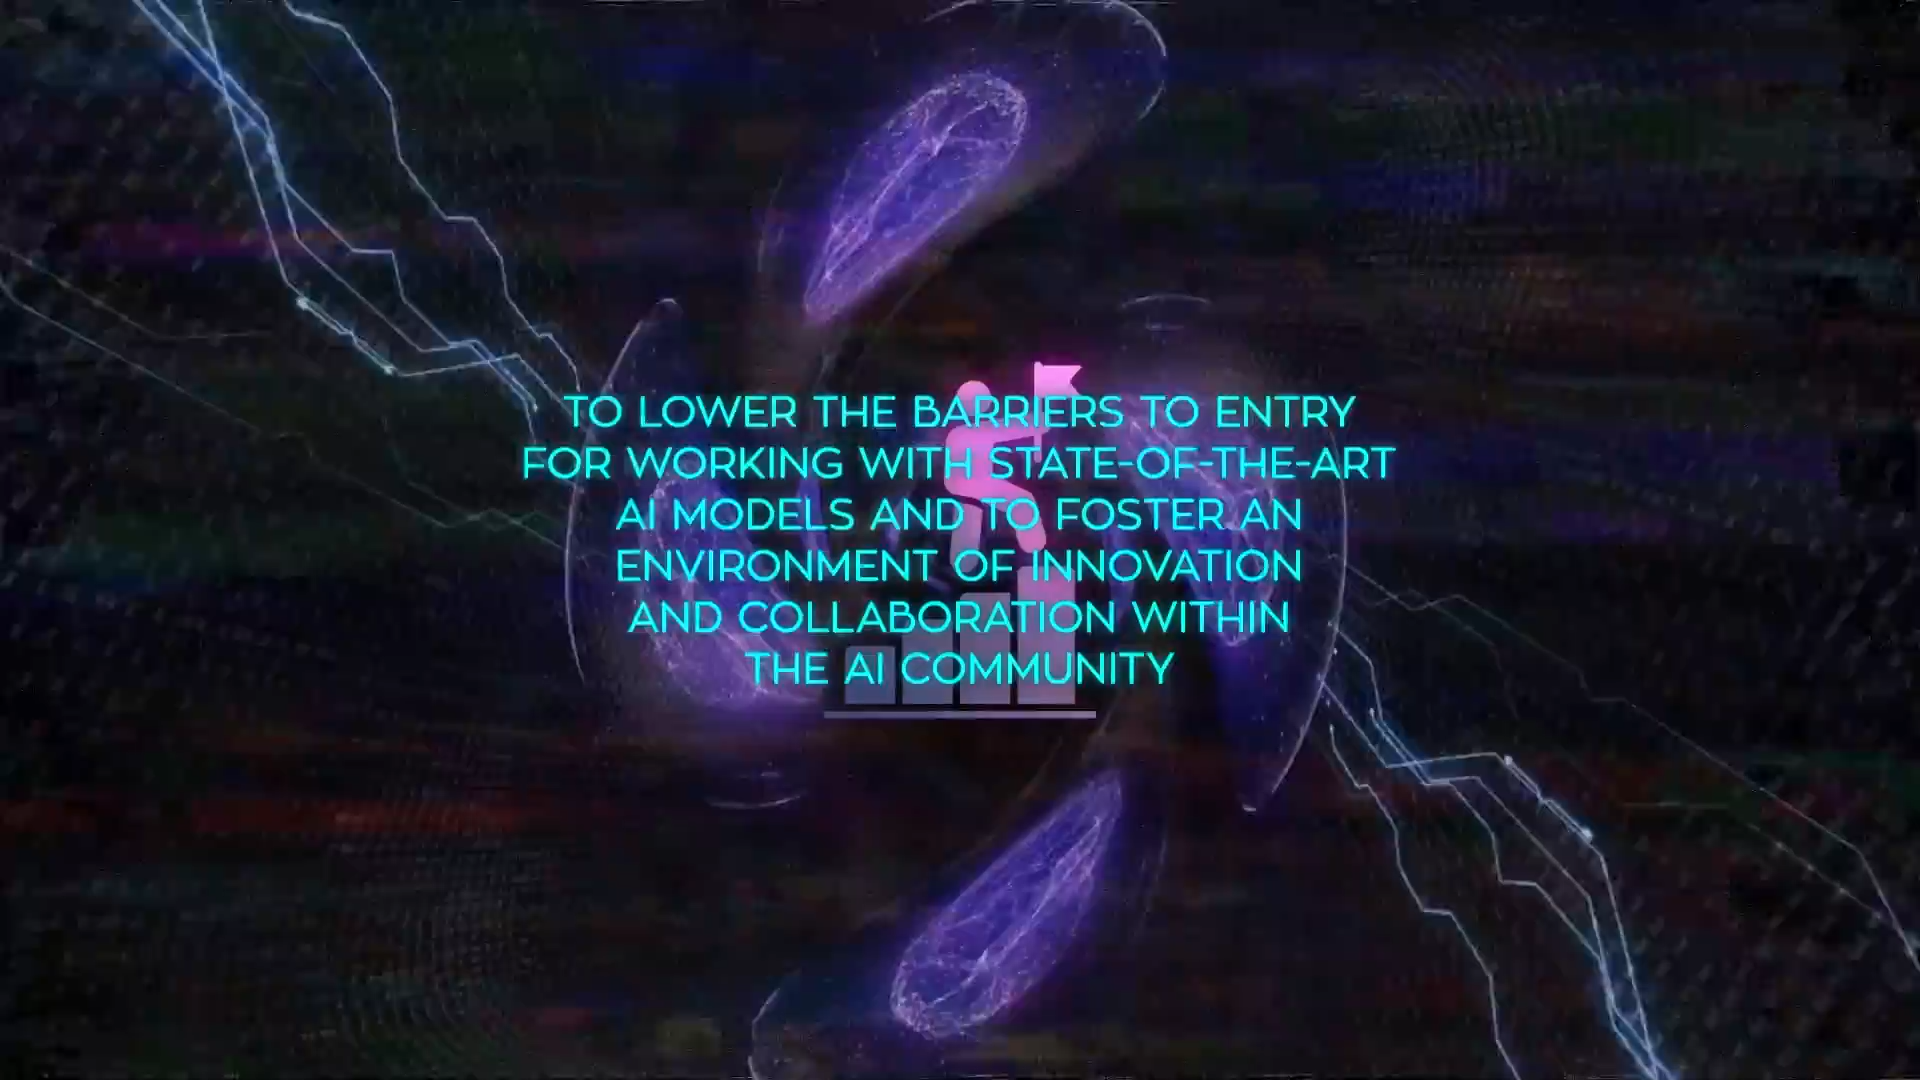 TO LOWER THE BARRIERS TO ENTRY
FOR WORKING WITH STATE-OF-THE-ART
AI MODELS AND TO FOSTER AN
ENVIRONMENT OF INNOVATION
AND COLLABORATION WITHIN
THE AI COMMUNITY